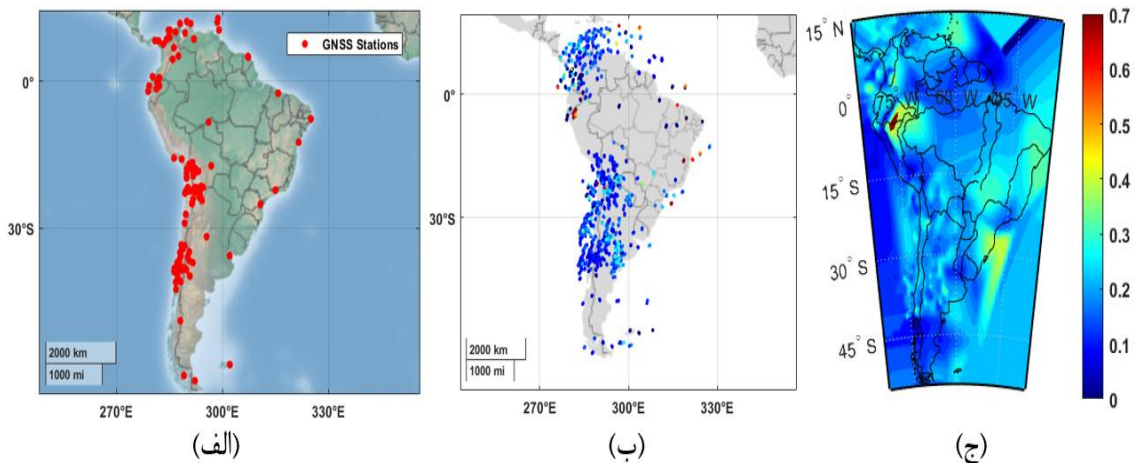 GNSS Stations
0°
30°S
2000 km
1000 mi
270°E
300°E
330°E
(الف)
0°
30°S
2000 km
1000 mi
270°E
300°E
330°E
(ب)
15° N
0°
75° W 60° W 45° W
15° S
30° S
45° S
0.7
0.6
0.5
0.4
0.3
0.2
0.1
0
(ج)